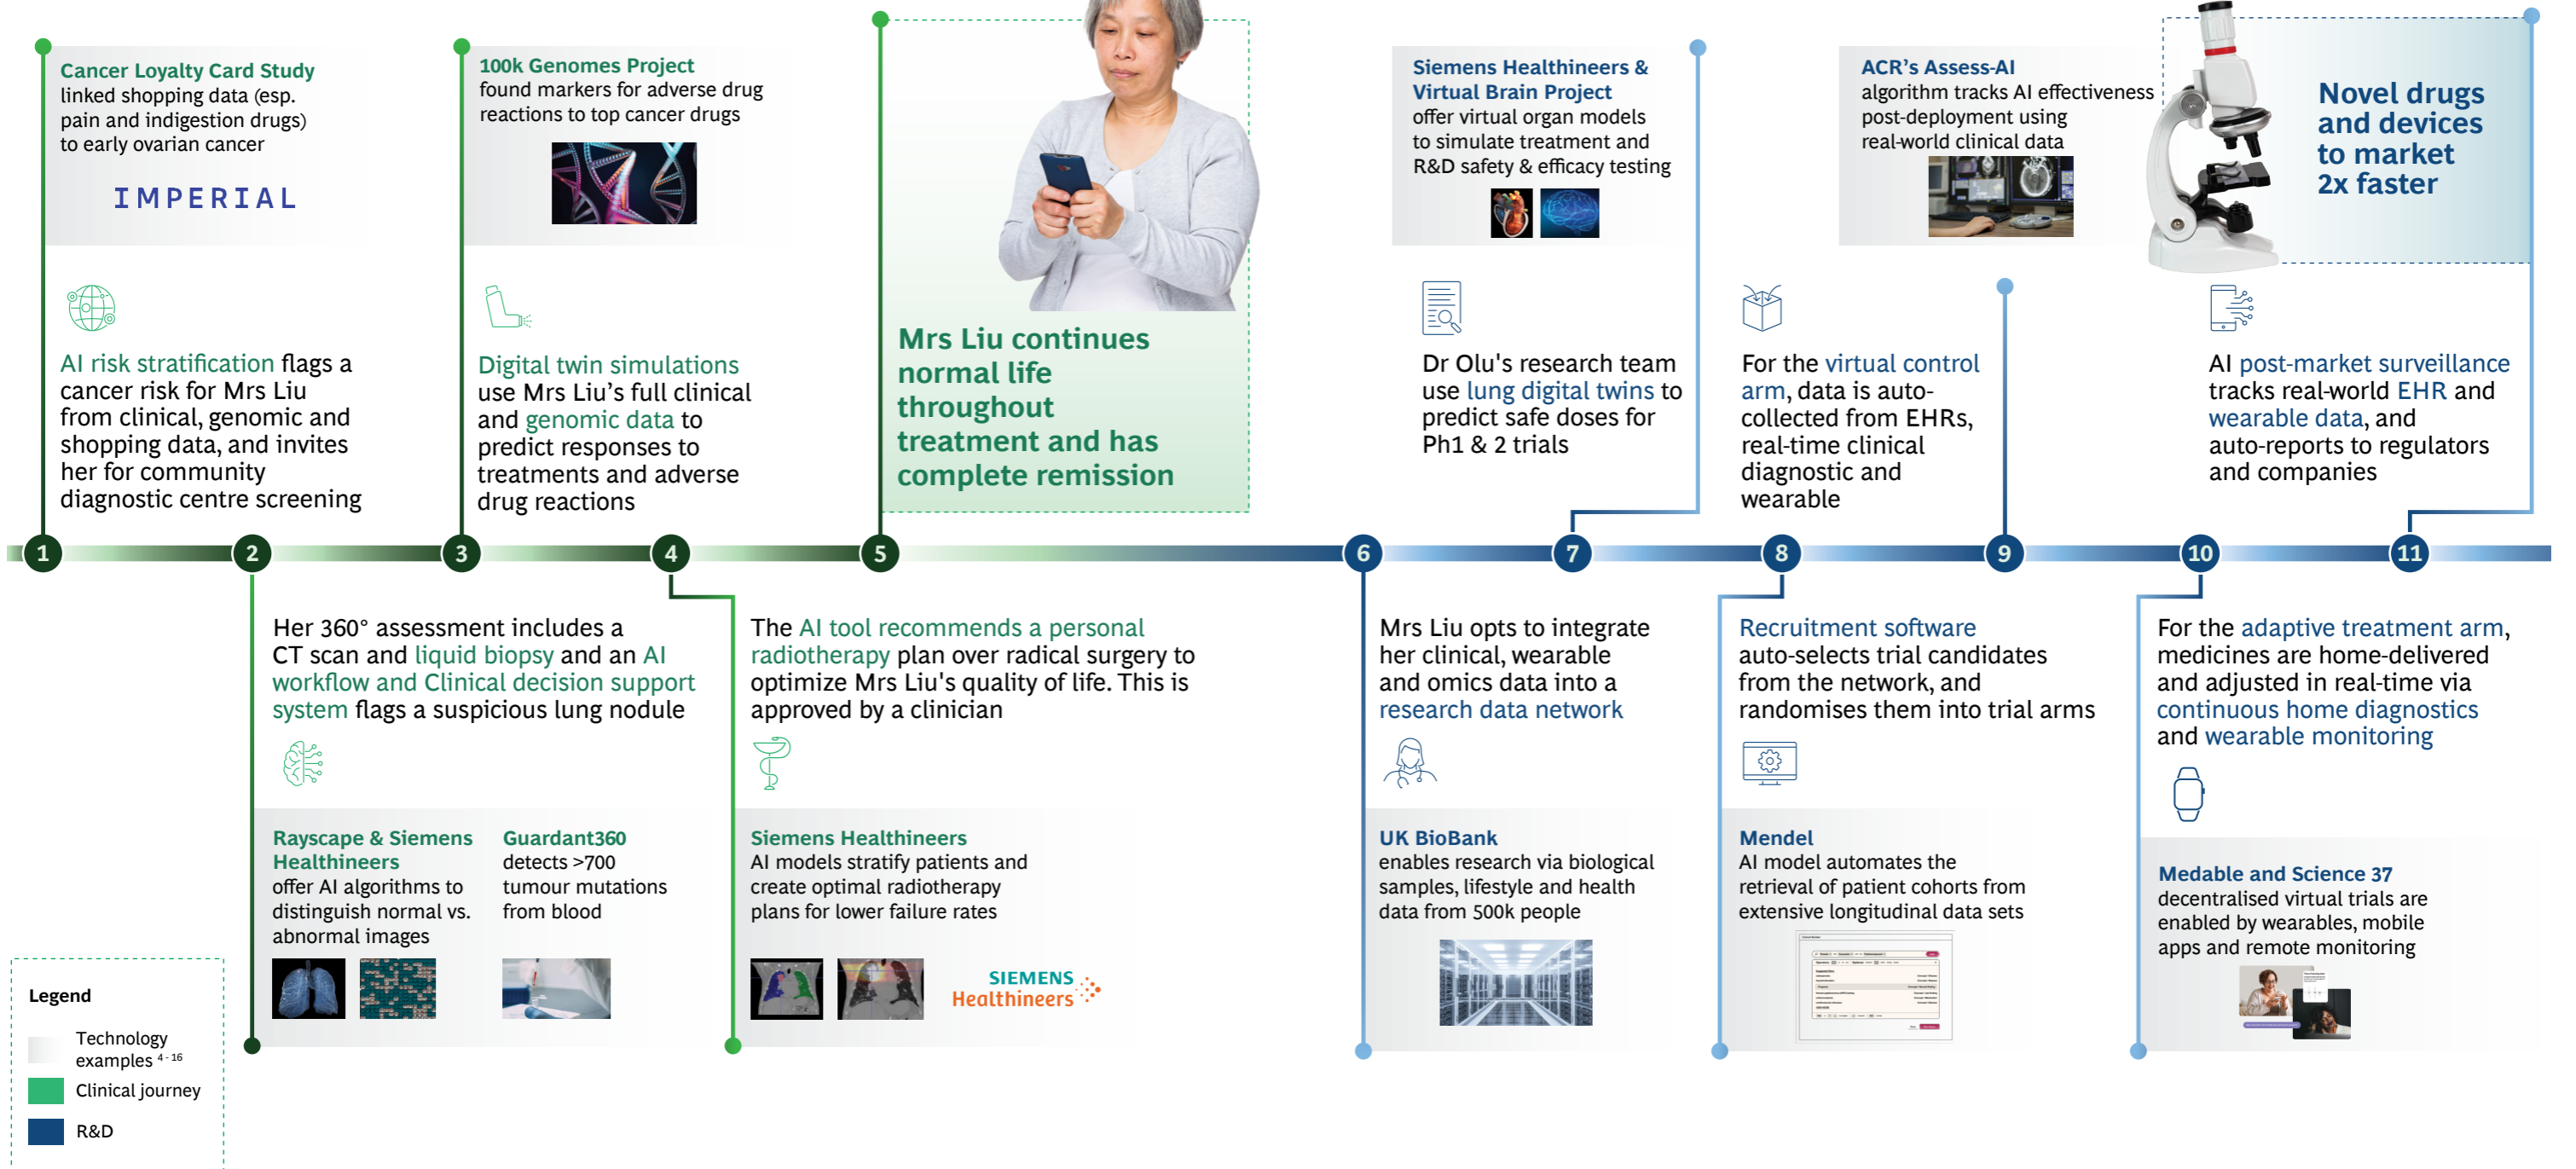 Cancer Loyalty Card Study
linked shopping data (esp.
pain and indigestion drugs)
to early ovarian cancer
IMPERIAL
AI risk stratification flags a
cancer risk for Mrs Liu
from clinical, genomic and
shopping data, and invites
her for community
diagnostic centre screening
100k Genomes Project
found markers for adverse drug
reactions to top cancer drugs
Digital twin simulations
use Mrs Liu’s full clinical
and genomic data to
predict responses to
treatments and adverse
drug reactions
Mrs Liu continues
normal life
throughout
treatment and has
complete remission
Siemens Healthineers &
Virtual Brain Project
offer virtual organ models
to simulate treatment and
R&D safety & efficacy testing
Dr Olu's research team
use lung digital twins to
predict safe doses for
Ph1 & 2 trials
For the virtual control
arm, data is auto-
collected from EHRs,
real-time clinical
diagnostic and
wearable
ACR’s Assess-AI
algorithm tracks AI effectiveness
post-deployment using
real-world clinical data
Novel drugs
and devices
to market
2x faster
AI post-market surveillance
tracks real-world EHR and
wearable data, and
auto-reports to regulators
and companies
1
2
3
4
5
6
7
8
9
10
11
Her 360° assessment includes a
CT scan and liquid biopsy and an AI
workflow and Clinical decision support
system flags a suspicious lung nodule
Rayscape & Siemens
Healthineers
offer AI algorithms to
distinguish normal vs.
abnormal images
Guardant360
detects >700
tumour mutations
from blood
The AI tool recommends a personal
radiotherapy plan over radical surgery to
optimize Mrs Liu's quality of life. This is
approved by a clinician
Siemens Healthineers
AI models stratify patients and
create optimal radiotherapy
plans for lower failure rates
SIEMENS
Healthineers
Mrs Liu opts to integrate
her clinical, wearable
and omics data into a
research data network
UK BioBank
enables research via biological
samples, lifestyle and health
data from 500k people
Recruitment software
auto-selects trial candidates
from the network, and
randomises them into trial arms
Mendel
AI model automates the
retrieval of patient cohorts from
extensive longitudinal data sets
For the adaptive treatment arm,
medicines are home-delivered
and adjusted in real-time via
continuous home diagnostics
and wearable monitoring
Medable and Science 37
decentralised virtual trials are
enabled by wearables, mobile
apps and remote monitoring
Legend
Technology
examples 4 - 16
Clinical journey
R&D